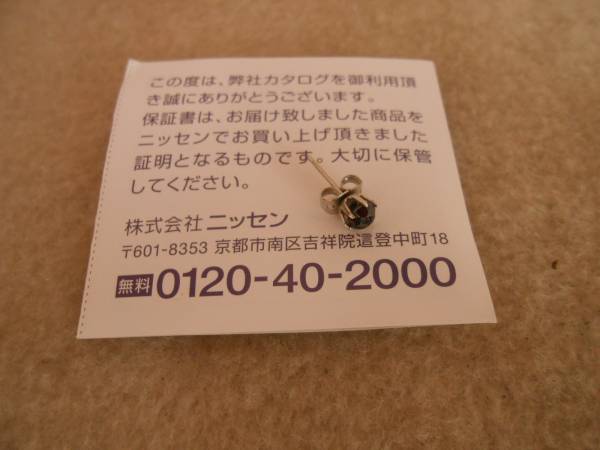 この度は、弊社カタログを御利用頂
き誠にありがとうございます。
保証書は、お届け致しました商品を
ニッセンでお買い上げ頂きました
証明となるものです。大切に保管
してください。
株式会社 ニッセン
〒601-8353 京都市南区吉祥院這登中町18
無料 0120-40-2000